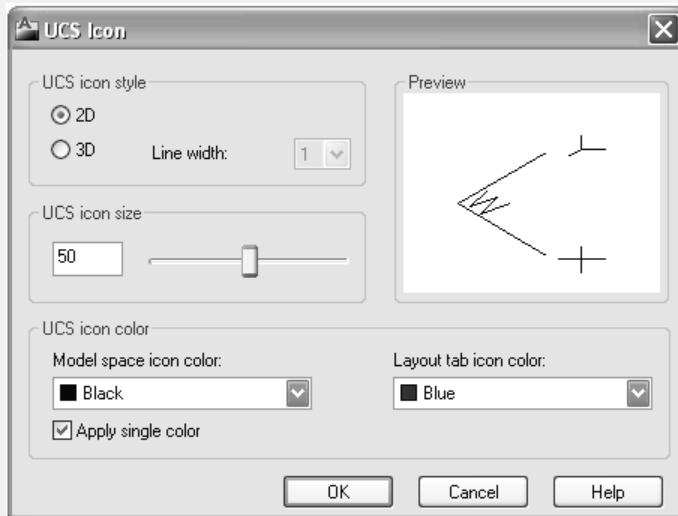 UCS Icon
UCS icon style
2D
3D
Line width:
1
UCS icon size
50
Preview
W
UCS icon color
Model space icon color:
Black
Apply single color
Layout tab icon color:
Blue
OK
Cancel
Help